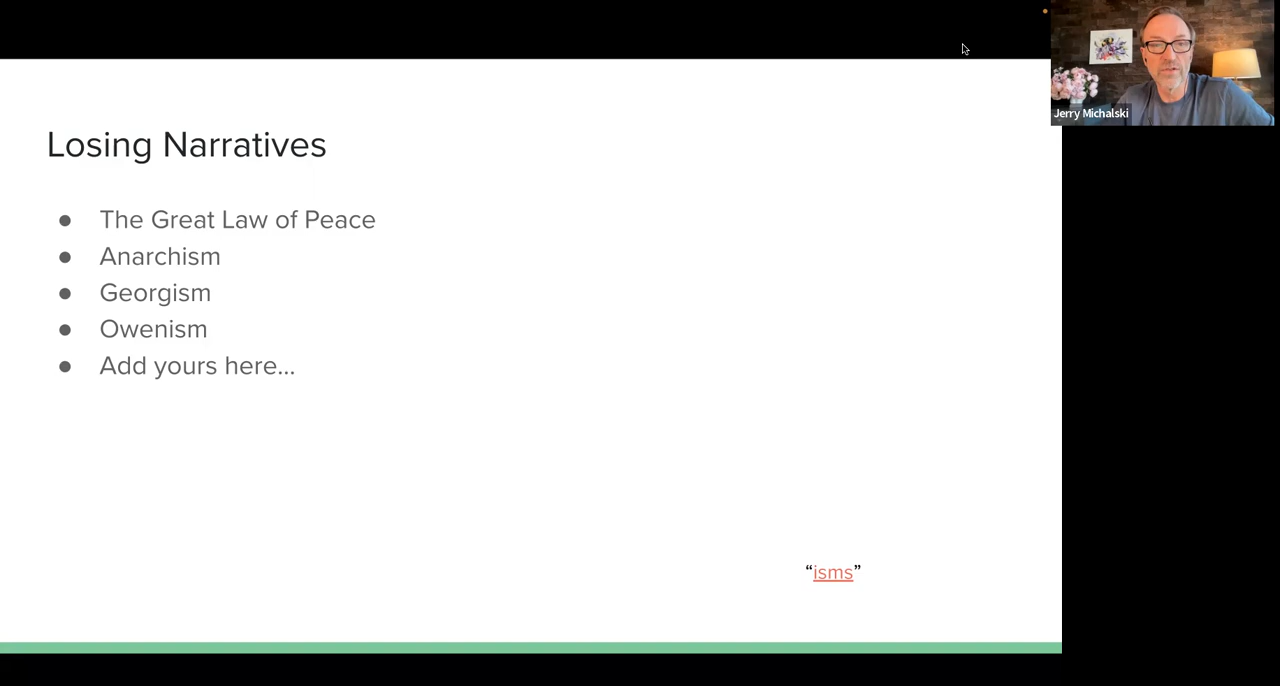 Jerry Michalski
Losing Narratives
● The Great Law of Peace
● Anarchism
● Georgism
● Owenism
● Add yours here...
“isms”